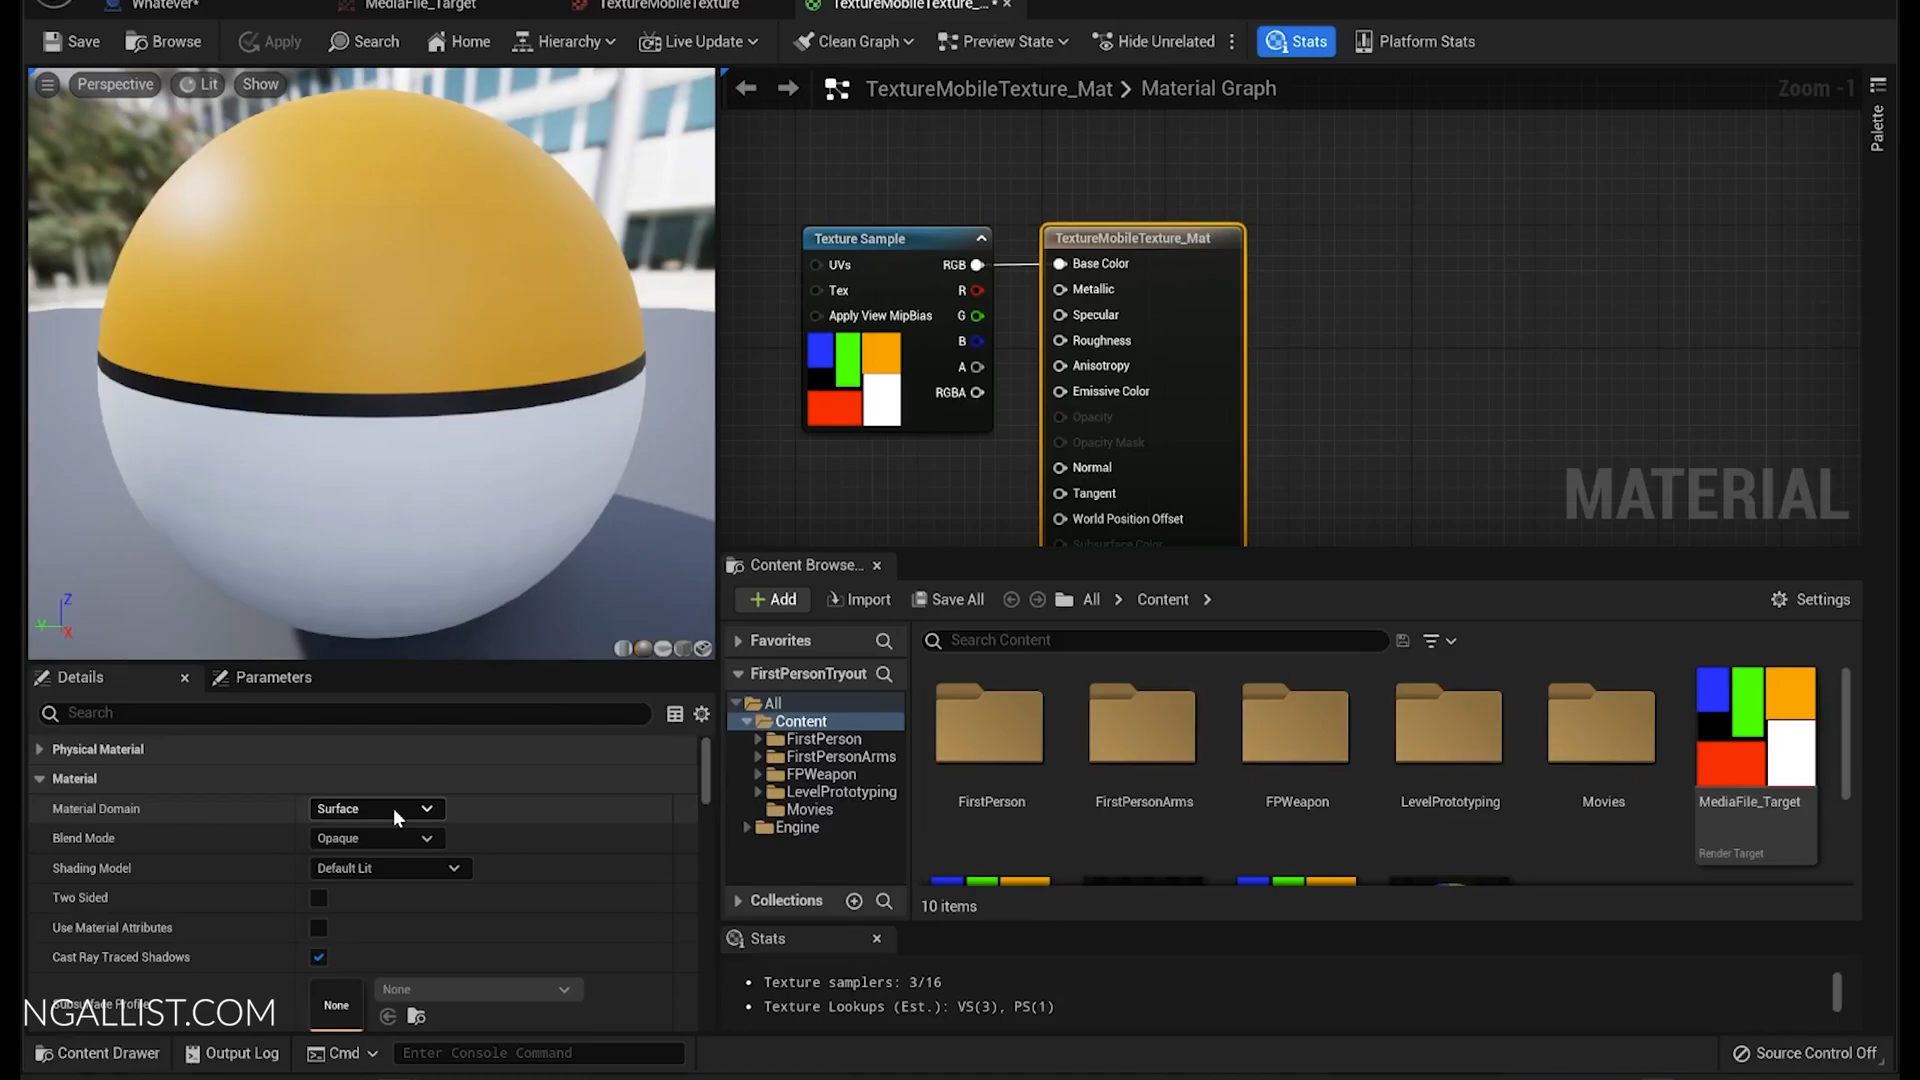 Whatever*
MediaFile_Target
TextureMobileTexture
TextureMobileTexture_... *
Save
Browse
Apply
Search
Home
Hierarchy
Live Update
Clean Graph
Preview State
Hide Unrelated
Stats
Platform Stats
Perspective
Lit
Show
TextureMobileTexture_Mat
Material Graph
Zoom -1
Palette
Texture Sample
UVs
RGB
Tex
R
Apply View MipBias
G
B
A
RGBA
TextureMobileTexture_Mat
Base Color
Metallic
Specular
Roughness
Anisotropy
Emissive Color
Opacity
Opacity Mask
Normal
Tangent
World Position Offset
Subsurface Color
MATERIAL
Z
Y
X
Content Browse...
Add
Import
Save All
All
Content
Settings
Favorites
Search Content
FirstPersonTryout
All
Content
FirstPerson
FirstPersonArms
FPWeapon
LevelPrototyping
Movies
Engine
Collections
FirstPerson
FirstPersonArms
FPWeapon
LevelPrototyping
Movies
MediaFile_Target
Render Target
10 items
Details
Parameters
Search
Physical Material
Material
Material Domain
Surface
Blend Mode
Opaque
Shading Model
Default Lit
Two Sided
Use Material Attributes
Cast Ray Traced Shadows
Subsurface Profile
None
None
NGALLIST.COM
Stats
Texture samplers: 3/16
Texture Lookups (Est.): VS(3), PS(1)
Content Drawer
Output Log
Cmd
Enter Console Command
Source Control Off